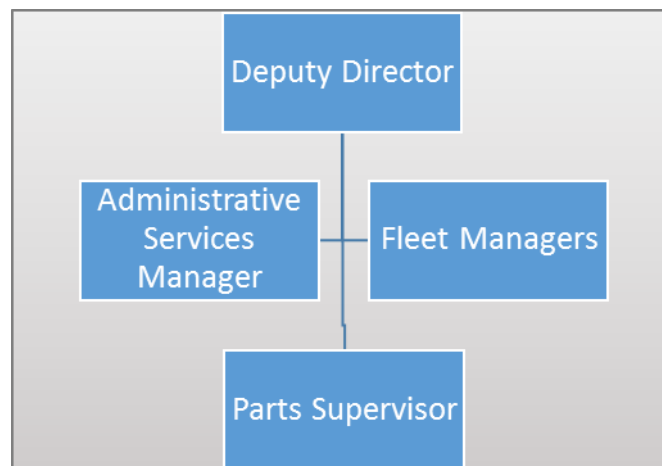 Deputy Director
Administrative
Services
Manager
Fleet Managers
Parts Supervisor